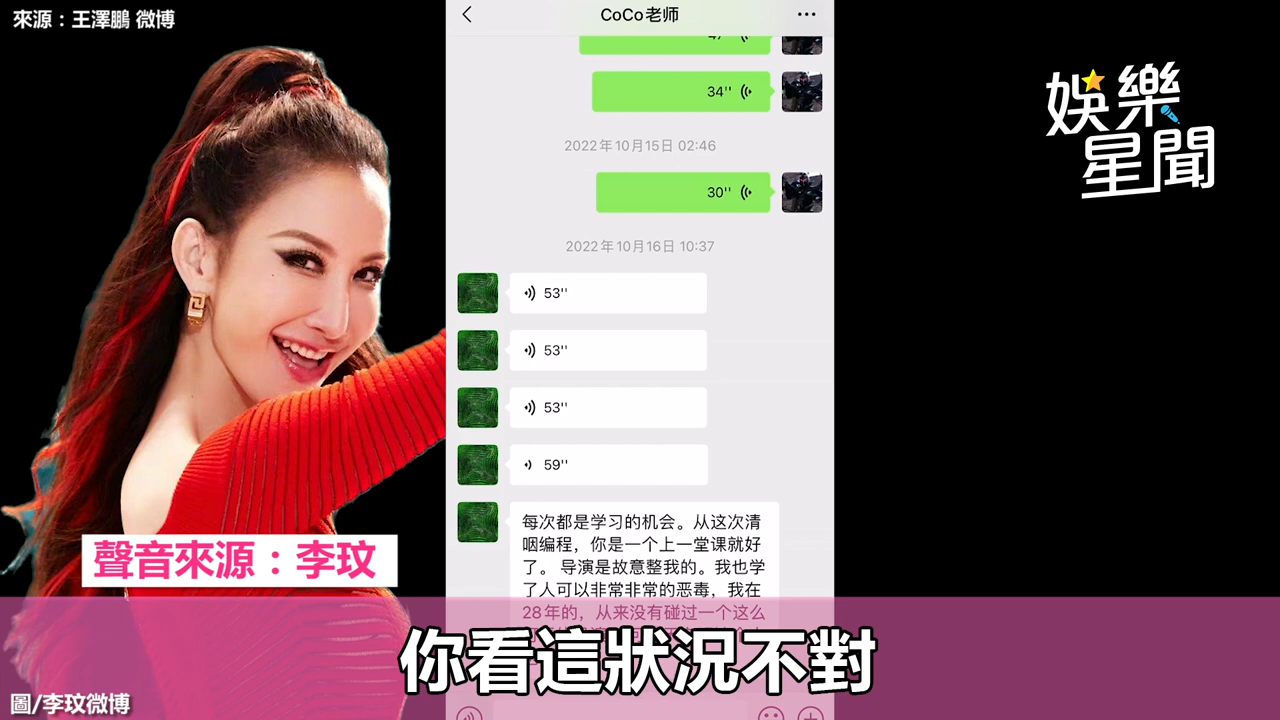 來源：王澤鵬 微博
CoCo老师
47''
34''
2022年10月15日 02:46
30''
2022年10月16日 10:37
53''
53''
53''
59''
每次都是学习的机会。从这次清
咽编程，你是一个上一堂课就好
了。 导演是故意整我的。我也学
了人可以非常非常的恶毒，我在
28年的，从来没有碰过一个这么
娛樂
星聞
聲音來源：李玟
你看這狀況不對
圖/李玟微博